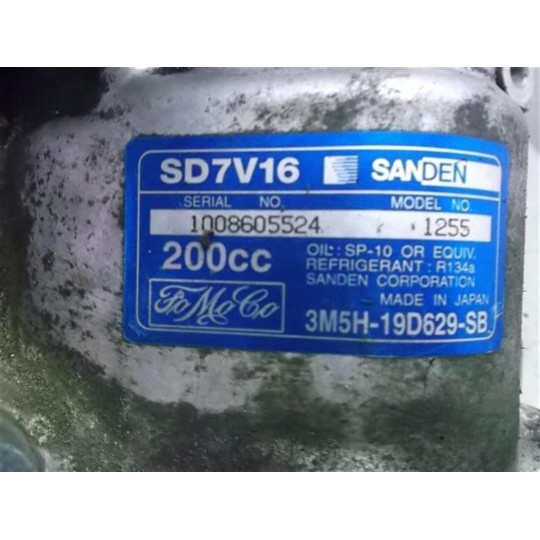 SD7V16 SANDEN
SERIAL NO. MODEL NO.
1008605524 1255
200cc OIL: SP-10 OR EQUIV.
REFRIGERANT: R134a
SANDEN CORPORATION
MADE IN JAPAN
FoMoCo 3M5H-19D629-SB